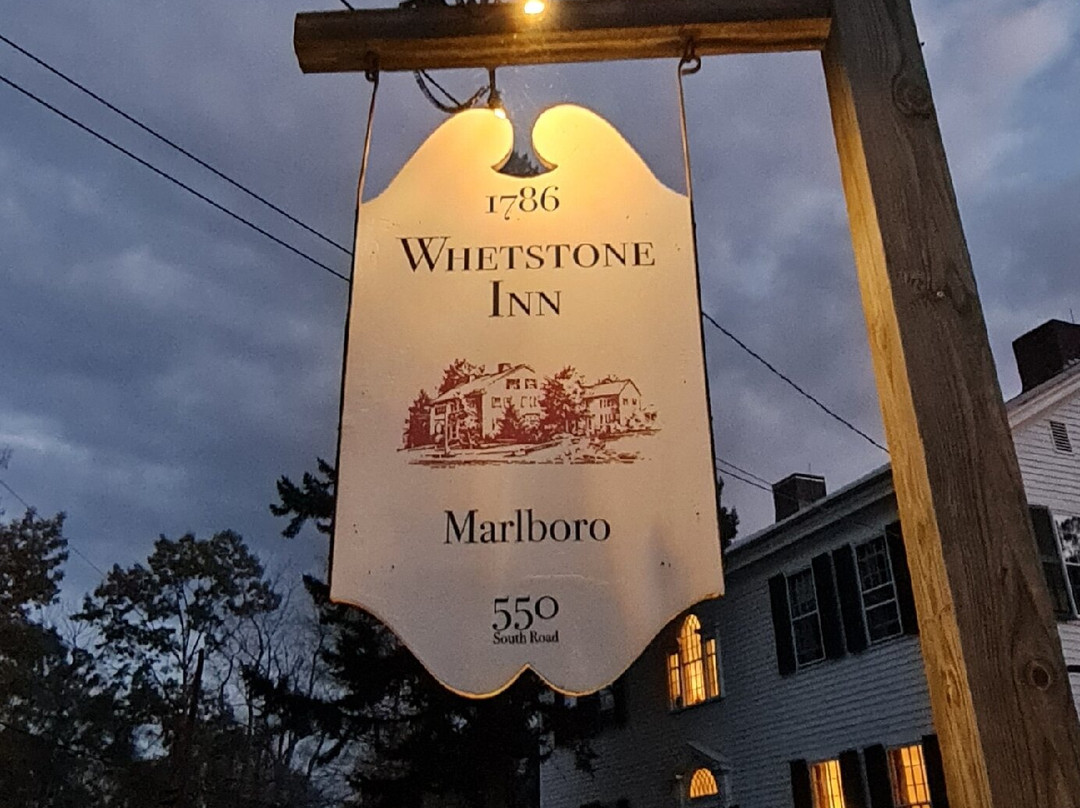 1786
WHETSTONE
INN
Marlboro
550
South Road